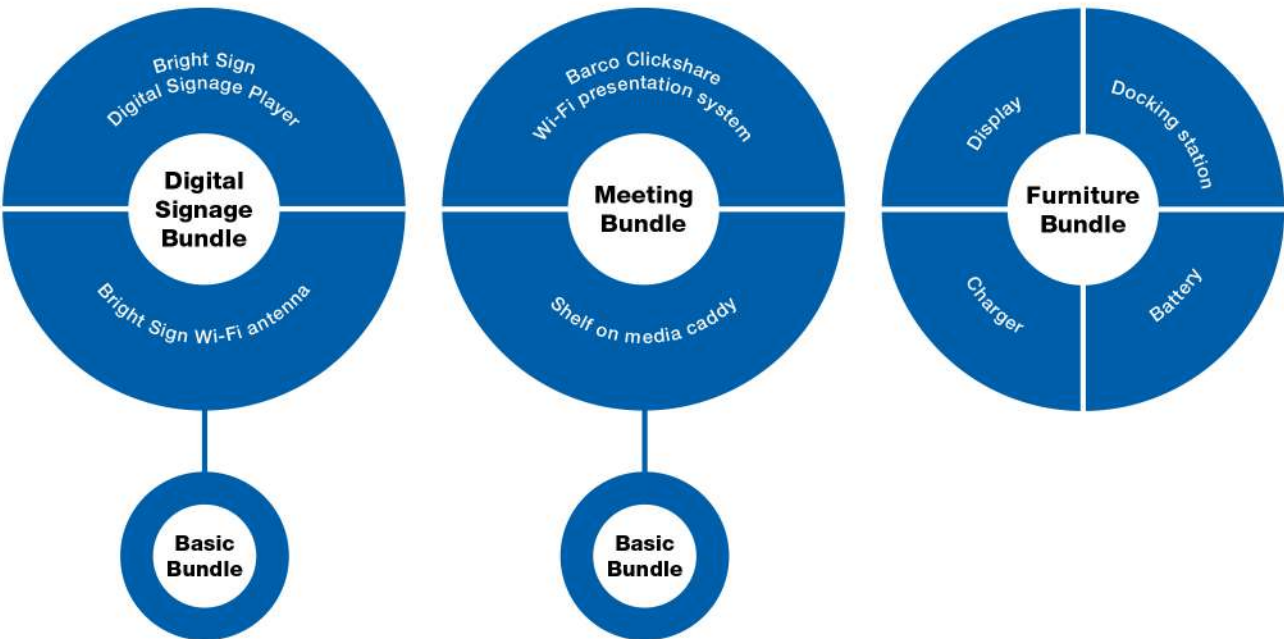 Bright Sign
Digital Signage Player
Digital
Signage
Bundle
Bright Sign Wi-Fi antenna
Basic
Bundle
Barco Clickshare
Wi-Fi presentation system
Meeting
Bundle
Shelf on media caddy
Basic
Bundle
Display
Docking station
Furniture
Bundle
Charger
Battery